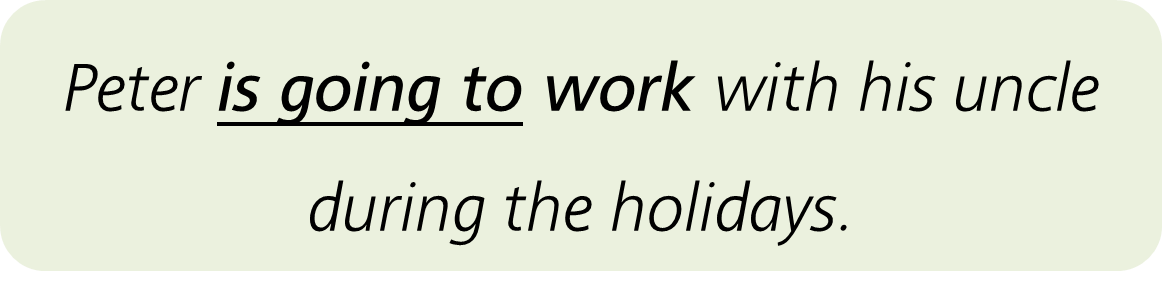 Peter is going to work with his uncle
during the holidays.